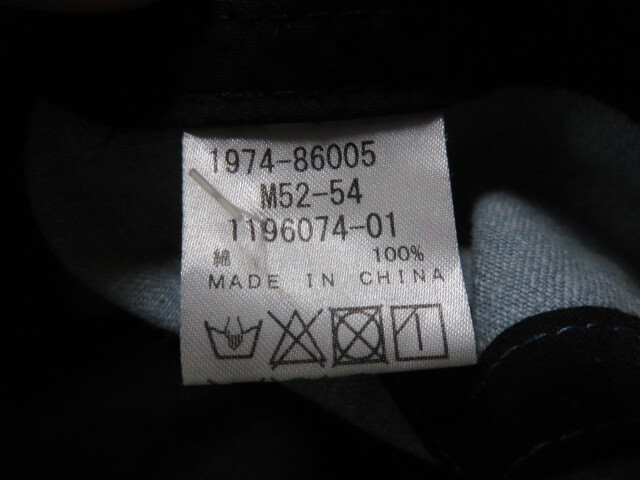 1974-86005
M52-54
1196074-01
綿 100%
MADE IN CHINA